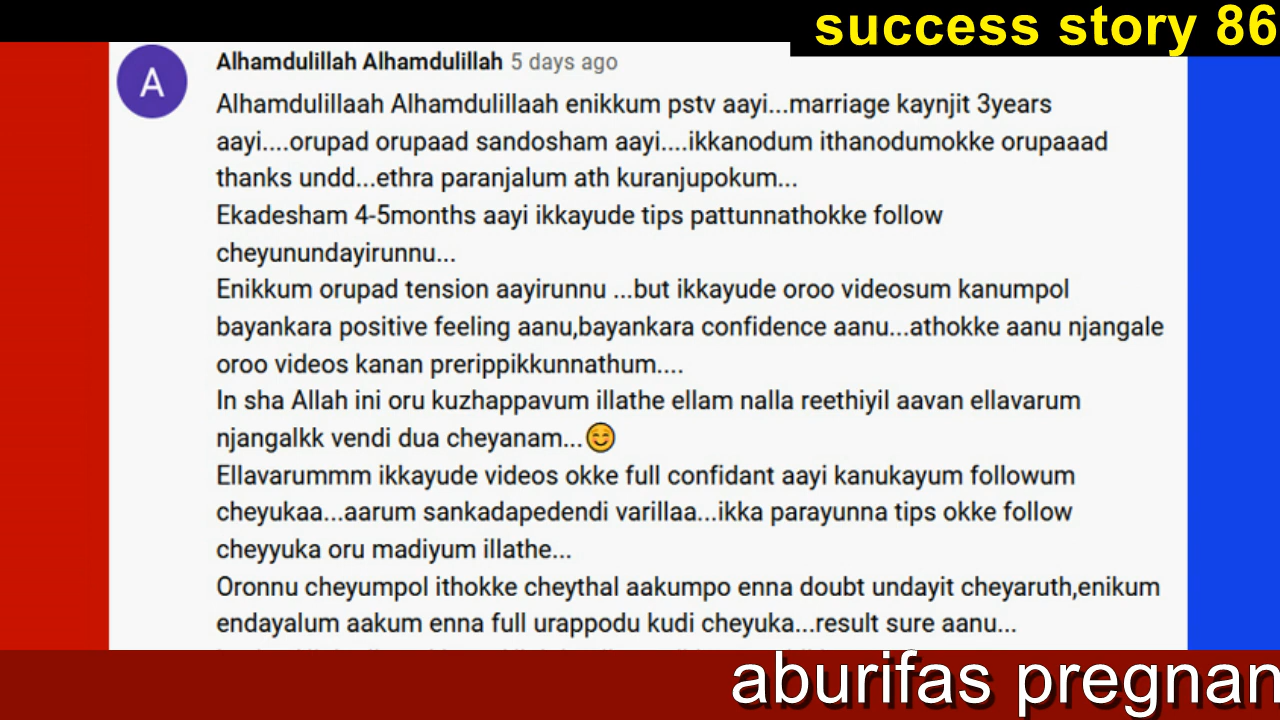 success story 86
A
Alhamdulillah Alhamdulillah 5 days ago
Alhamdulillaah Alhamdulillaah enikkum pstv aayi...marriage kaynjit 3years
aayi....orupad orupaad sandosham aayi....ikkanodum ithanodumokke orupaaad
thanks undd...ethra paranjalum ath kuranjupokum...
Ekadesham 4-5months aayi ikkayude tips pattunnathokke follow
cheyunundayirunnu...
Enikkum orupad tension aayirunnu ...but ikkayude oroo videosum kanumpol
bayankara positive feeling aanu,bayankara confidence aanu...athokke aanu njangale
oroo videos kanan prerippikkunnathum....
In sha Allah ini oru kuzhappavum illathe ellam nalla reethiyil aavan ellavarum
njangalkk vendi dua cheyanam...😊
Ellavarummm ikkayude videos okke full confidant aayi kanukayum followum
cheyukaa...aarum sankadapedendi varillaa...ikka parayunna tips okke follow
cheyyuka oru madiyum illathe...
Oronnu cheyumpol ithokke cheythal aakumpo enna doubt undayit cheyaruth,enikum
endayalum aakum enna full urappodu kudi cheyuka...result sure aanu...
aburifas pregnan